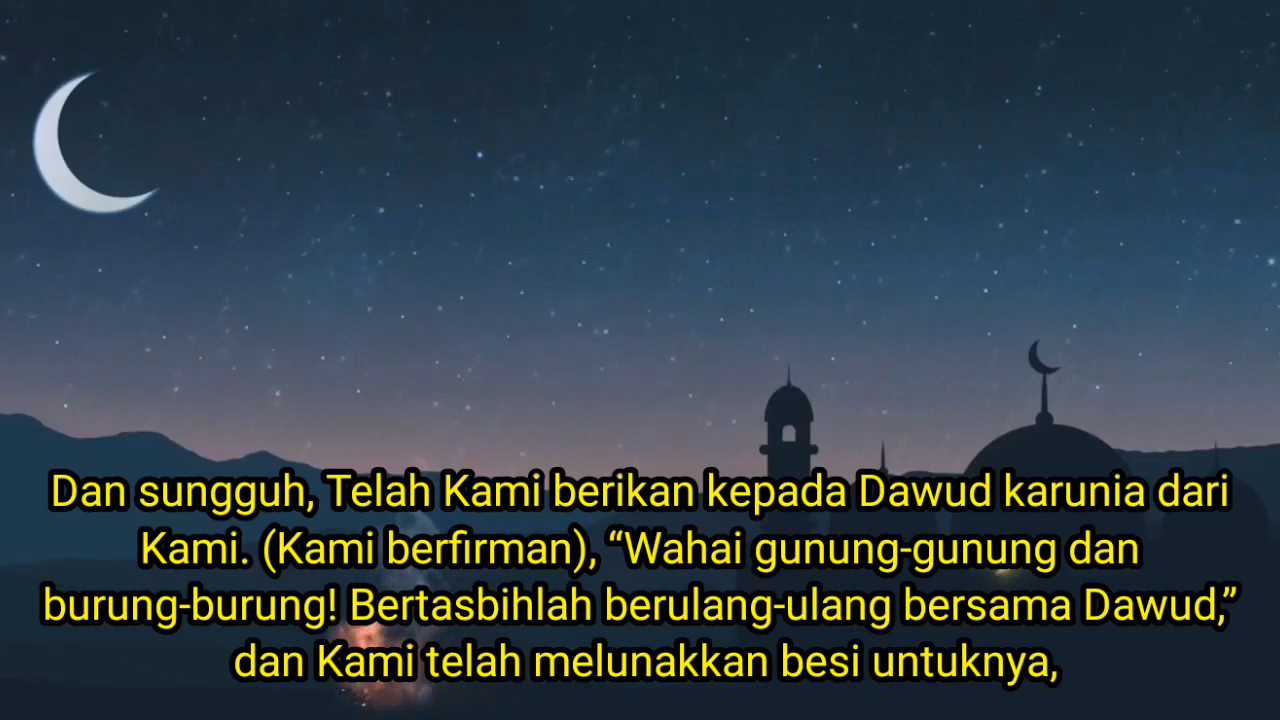 Dan sungguh, Telah Kami berikan kepada Dawud karunia dari
Kami. (Kami berfirman), “Wahai gunung-gunung dan
burung-burung! Bertasbihlah berulang-ulang bersama Dawud,”
dan Kami telah melunakkan besi untuknya,